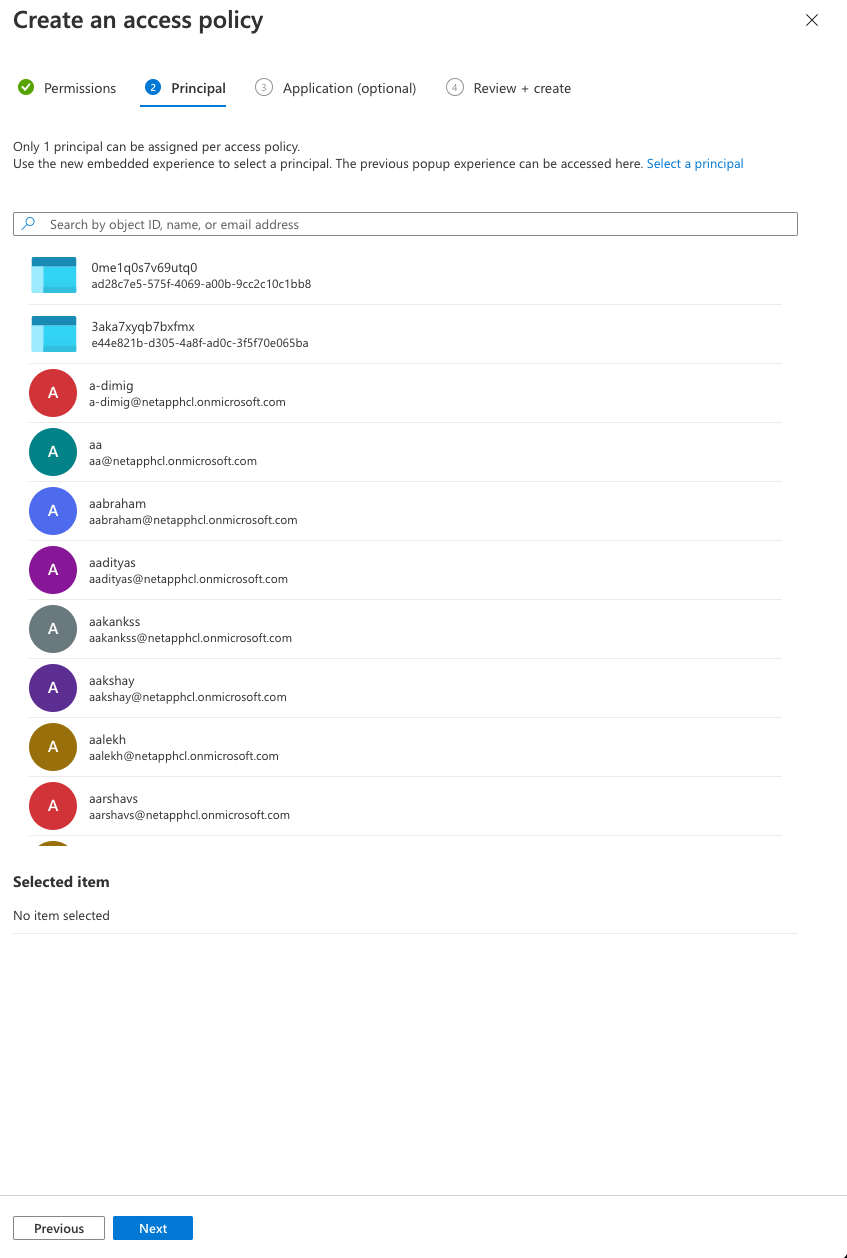 Create an access policy
Permissions
2 Principal
3 Application (optional)
4 Review + create
Only 1 principal can be assigned per access policy.
Use the new embedded experience to select a principal. The previous popup experience can be accessed here. Select a principal
Search by object ID, name, or email address
0me1q0s7v69utq0
ad28c7e5-575f-4069-a00b-9cc2c10c1bb8
3aka7xyqb7bxfmx
e44e821b-d305-4a8f-ad0c-3f5f70e065ba
A
a-dimig
a-dimig@netapphcl.onmicrosoft.com
A
aa
aa@netapphcl.onmicrosoft.com
A
aabraham
aabraham@netapphcl.onmicrosoft.com
A
aadityas
aadityas@netapphcl.onmicrosoft.com
A
aakankss
aakankss@netapphcl.onmicrosoft.com
A
aakshay
aakshay@netapphcl.onmicrosoft.com
A
aalekh
aalekh@netapphcl.onmicrosoft.com
A
aarshavs
aarshavs@netapphcl.onmicrosoft.com
Selected item
No item selected
Previous
Next